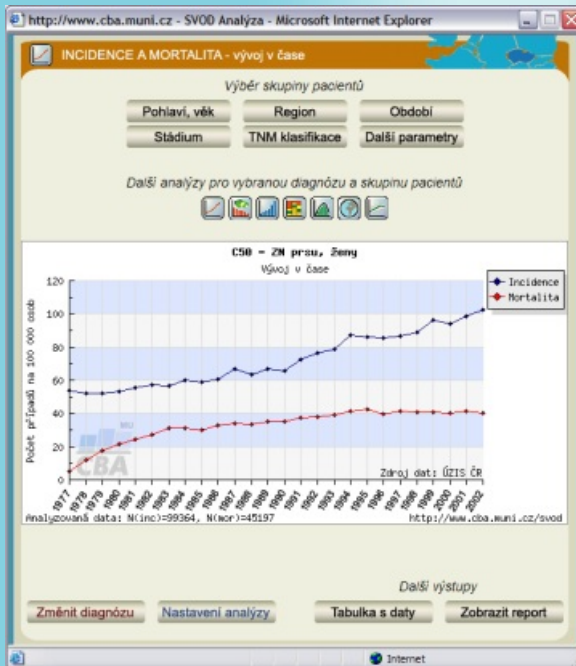 http://www.cba.muni.cz - SVOD Analýza - Microsoft Internet Explorer
INCIDENCE A MORTALITA - vývoj v čase
Výběr skupiny pacientů
Pohlaví, věk Region Období
Stádium TNM klasifikace Další parametry
Další analýzy pro vybranou diagnózu a skupinu pacientů
C50 - ZN prsu, ženy
Vývoj v čase
Incidence
Mortalita
Počet případů na 100 000 osob
120
100
80
60
40
20
0
MU
CBA
Zdroj dat: ÚZIS ČR
1977 1978 1979 1980 1981 1982 1983 1984 1985 1986 1987 1988 1989 1990 1991 1992 1993 1994 1995 1996 1997 1998 1999 2000 2001 2002
Analyzovaná data: N(inc)=99364, N(mor)=45197 http://www.cba.muni.cz/svod
Další výstupy
Změnit diagnózu Nastavení analýzy Tabulka s daty Zobrazit report
Internet